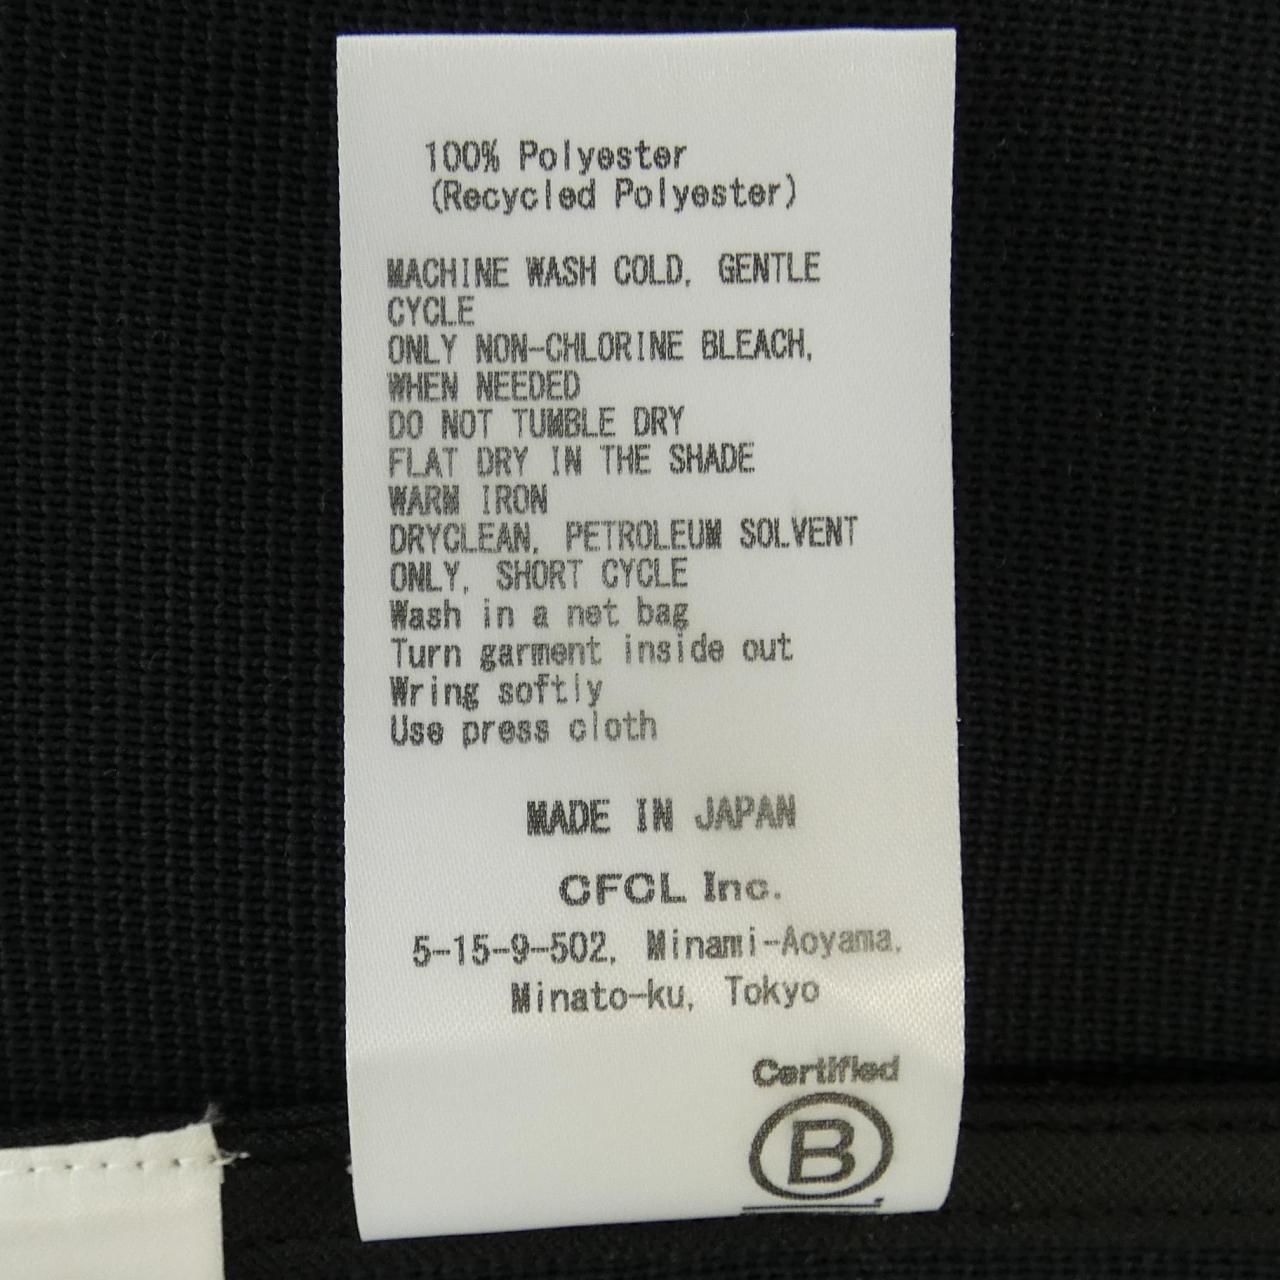 100% Polyester
(Recycled Polyester)
MACHINE WASH COLD, GENTLE
CYCLE
ONLY NON-CHLORINE BLEACH,
WHEN NEEDED
DO NOT TUMBLE DRY
FLAT DRY IN THE SHADE
WARM IRON
DRYCLEAN, PETROLEUM SOLVENT
ONLY, SHORT CYCLE
Wash in a net bag
Turn garment inside out
Wring softly
Use press cloth
MADE IN JAPAN
CFCL Inc.
5-15-9-502, Minami-Aoyama,
Minato-ku, Tokyo
Certified
B